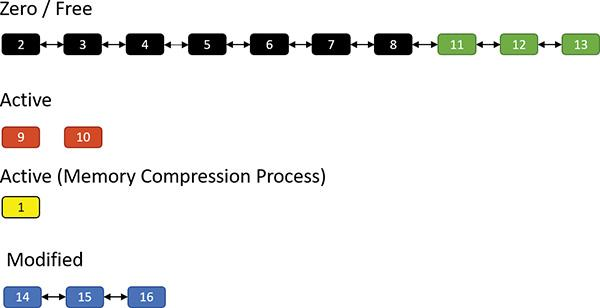 Zero / Free
2 3 4 5 6 7 8 11 12 13
Active
9 10
Active (Memory Compression Process)
1
Modified
14 15 16